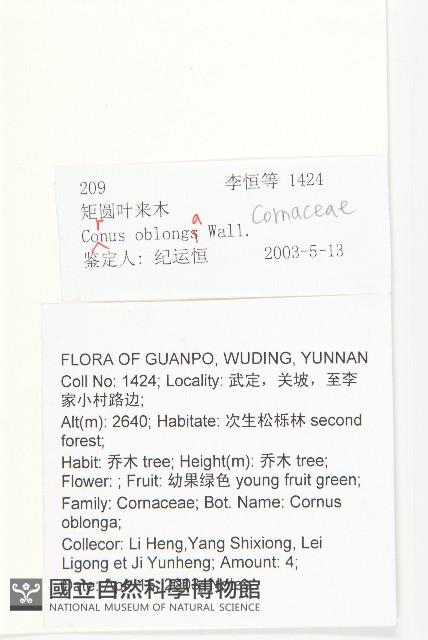 209
李恒等 1424
矩圆叶来木
Cornaceae
r a
Conus oblongs Wall.
鉴定人: 纪运恒
2003-5-13
FLORA OF GUANPO, WUDING, YUNNAN
Coll No: 1424; Locality: 武定，关坡，至李
家小村路边;
Alt(m): 2640; Habitate: 次生松栎林 second
forest;
Habit: 乔木 tree; Height(m): 乔木 tree;
Flower: ; Fruit: 幼果绿色 young fruit green;
Family: Cornaceae; Bot. Name: Cornus
oblonga;
Collecor: Li Heng,Yang Shixiong, Lei
Ligong et Ji Yunheng; Amount: 4;
國立自然科學博物館
NATIONAL MUSEUM OF NATURAL SCIENCE